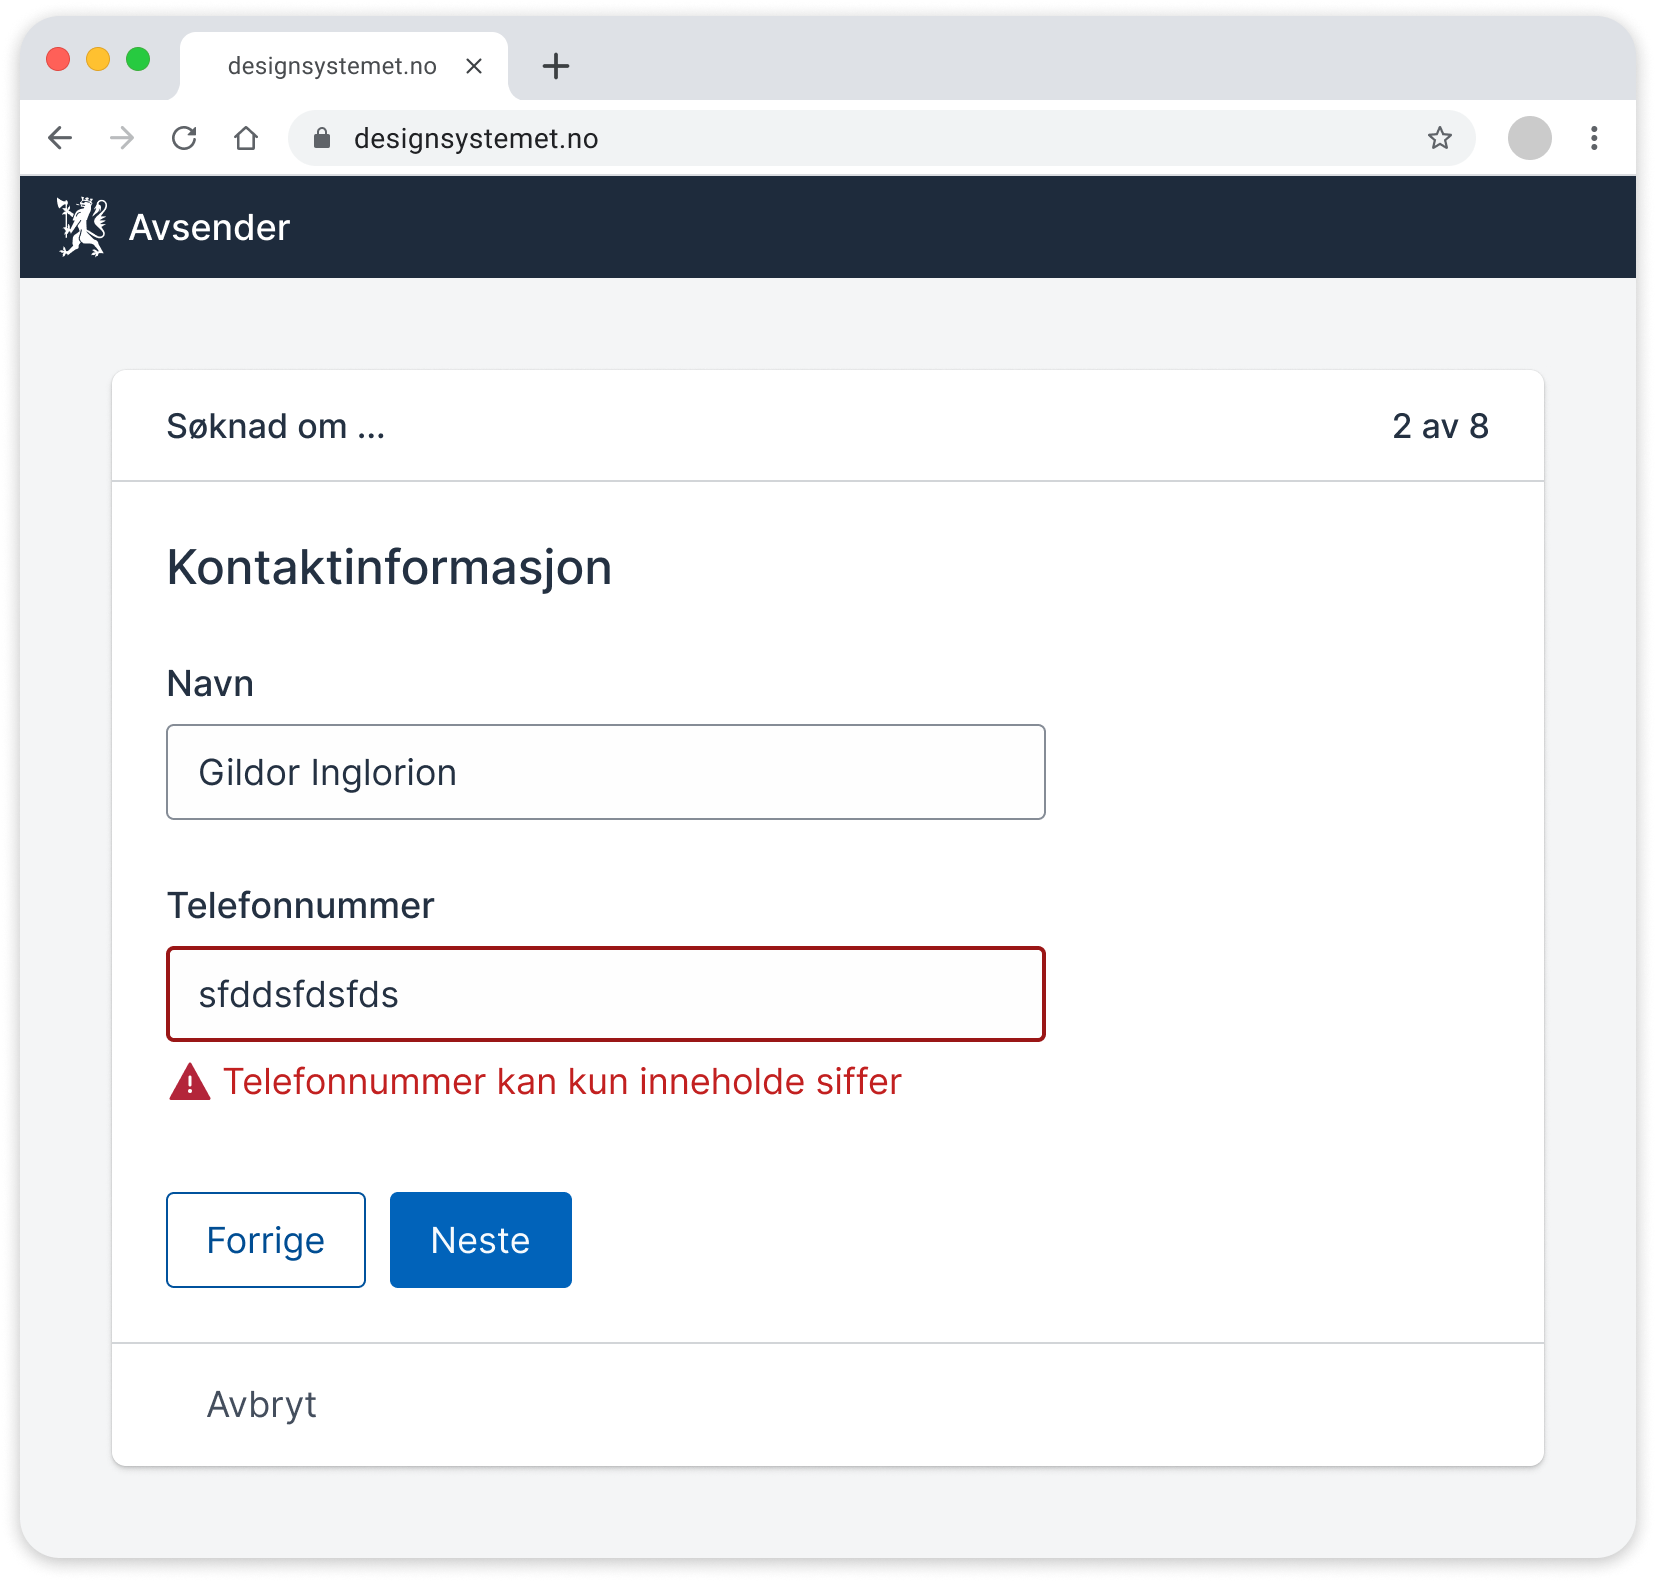 designsystemet.no
designsystemet.no
Avsender
Søknad om ...
2 av 8
Kontaktinformasjon
Navn
Gildor Inglorion
Telefonnummer
sfddsfdsfds
Telefonnummer kan kun inneholde siffer
Forrige
Neste
Avbryt